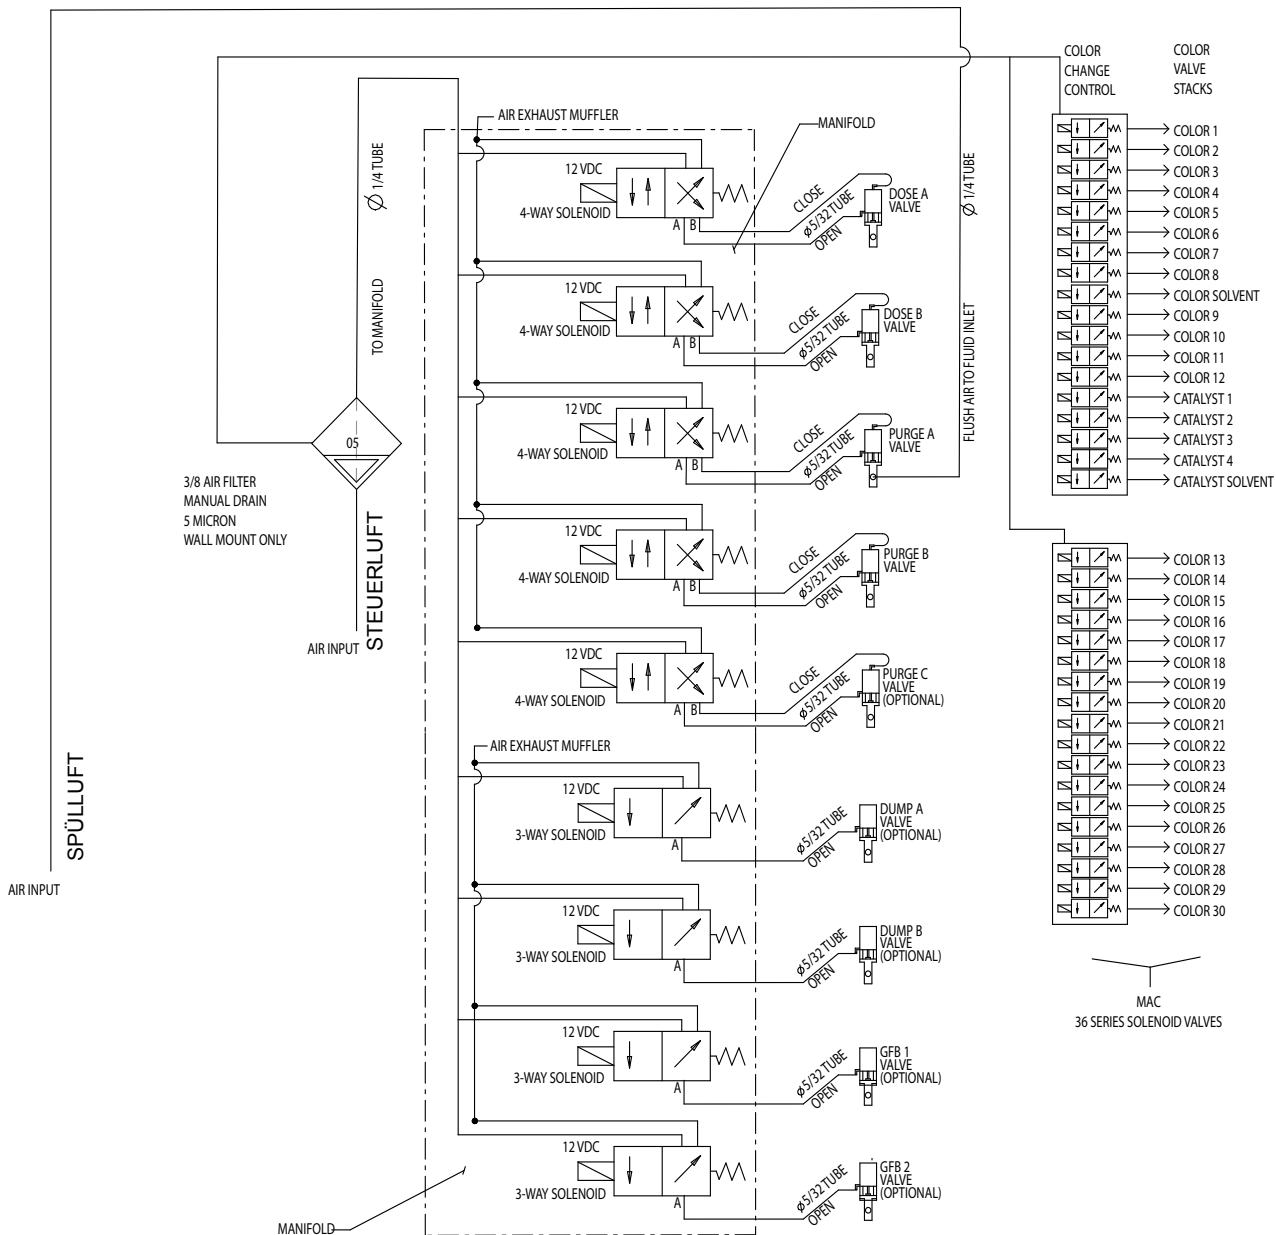 COLOR
CHANGE
CONTROL
COLOR
VALVE
STACKS
AIR EXHAUST MUFFLER
MANIFOLD
Ø 1/4 TUBE
TO MANIFOLD
05
3/8 AIR FILTER
MANUAL DRAIN
5 MICRON
WALL MOUNT ONLY
STEUERLUFT
AIR INPUT
SPÜLLUFT
AIR INPUT
12 VDC
4-WAY SOLENOID
A B
CLOSE
Ø5/32 TUBE
OPEN
DOSE A
VALVE
12 VDC
4-WAY SOLENOID
A B
CLOSE
Ø5/32 TUBE
OPEN
DOSE B
VALVE
12 VDC
4-WAY SOLENOID
A B
CLOSE
Ø5/32 TUBE
OPEN
PURGE A
VALVE
12 VDC
4-WAY SOLENOID
A B
CLOSE
Ø5/32 TUBE
OPEN
PURGE B
VALVE
12 VDC
4-WAY SOLENOID
A B
CLOSE
Ø5/32 TUBE
OPEN
PURGE C
VALVE
(OPTIONAL)
AIR EXHAUST MUFFLER
12 VDC
3-WAY SOLENOID
A
Ø5/32 TUBE
OPEN
DUMP A
VALVE
(OPTIONAL)
12 VDC
3-WAY SOLENOID
A
Ø5/32 TUBE
OPEN
DUMP B
VALVE
(OPTIONAL)
12 VDC
3-WAY SOLENOID
A
Ø5/32 TUBE
OPEN
GFB 1
VALVE
(OPTIONAL)
12 VDC
3-WAY SOLENOID
A
Ø5/32 TUBE
OPEN
GFB 2
VALVE
(OPTIONAL)
MANIFOLD
Ø 1/4 TUBE
FLUSH AIR TO FLUID INLET
COLOR 1
COLOR 2
COLOR 3
COLOR 4
COLOR 5
COLOR 6
COLOR 7
COLOR 8
COLOR SOLVENT
COLOR 9
COLOR 10
COLOR 11
COLOR 12
CATALYST 1
CATALYST 2
CATALYST 3
CATALYST 4
CATALYST SOLVENT
COLOR 13
COLOR 14
COLOR 15
COLOR 16
COLOR 17
COLOR 18
COLOR 19
COLOR 20
COLOR 21
COLOR 22
COLOR 23
COLOR 24
COLOR 25
COLOR 26
COLOR 27
COLOR 28
COLOR 29
COLOR 30
MAC
36 SERIES SOLENOID VALVES